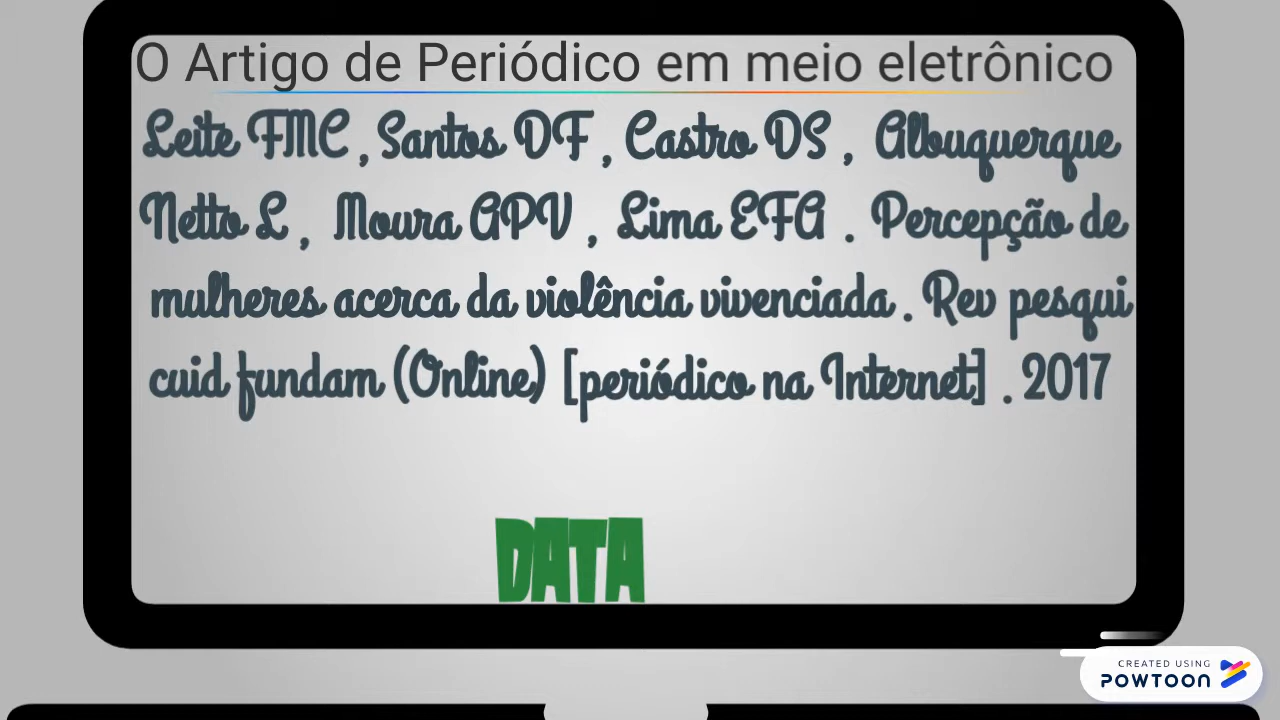 O Artigo de Periódico em meio eletrônico
Leite FMC , Santos DF , Castro DS , Albuquerque
Netto L , Moura APV , Lima EFA . Percepção de
mulheres acerca da violência vivenciada . Rev pesqui
cuid fundam (Online) [periódico na Internet] . 2017
DATA
CREATED USING
POWTOON